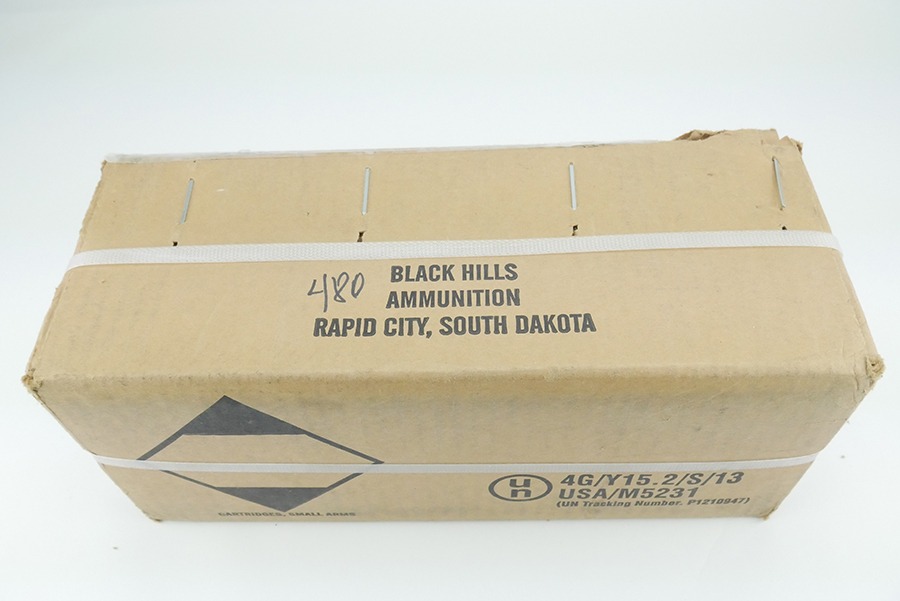 480 BLACK HILLS
AMMUNITION
RAPID CITY, SOUTH DAKOTA
CARTRIDGES, SMALL ARMS
un 4G/Y15.2/S/13
USA/M5231
(UN Tracking Number. P1210947)